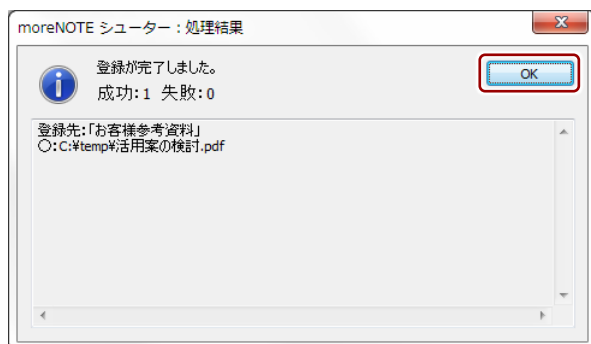 moreNOTE シューター：処理結果
登録が完了しました。
成功：1 失敗：0
OK
登録先：「お客様参考資料」
○：C:¥temp¥活用案の検討.pdf